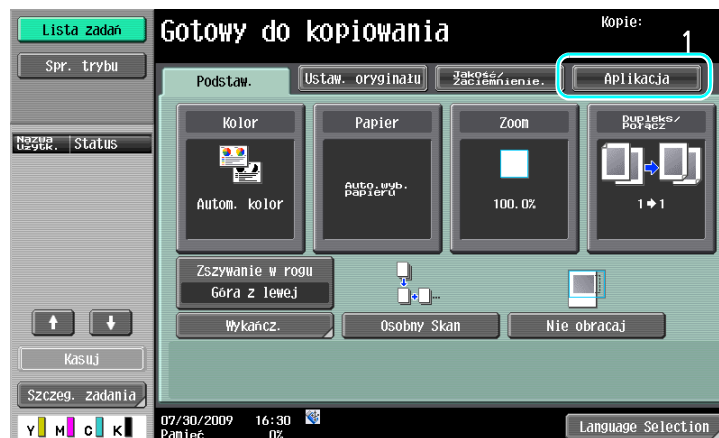 Lista zadań
Gotowy do kopiowania
Kopie:
1
Spr. trybu
Podstaw.
Ustaw. oryginału
Jakość/
zaciemnienie.
Aplikacja
Nazwa
użytk.
Status
Kolor
Papier
Zoom
Dupleks/
Połącz
Autom. kolor
Auto.wyb.
papieru
100.0%
1➔1
Zszywanie w rogu
Góra z lewej
Wykańcz.
Osobny Skan
Nie obracaj
Kasuj
Szczeg. zadania
Y M C K
07/30/2009 16:30
Pamięć 0%
Language Selection